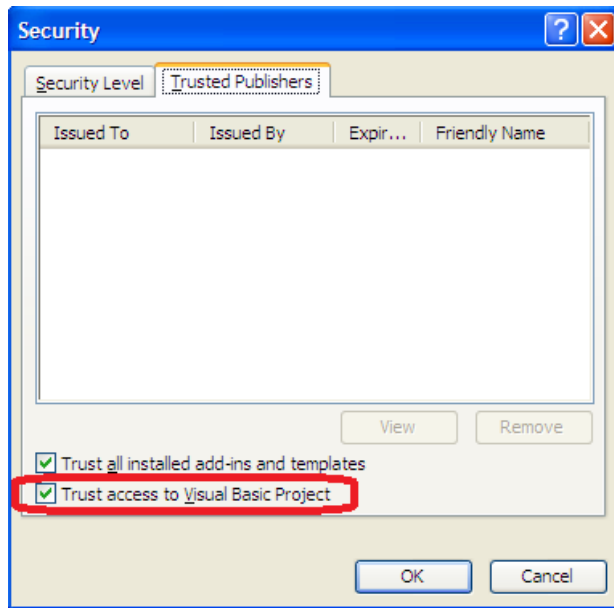 Security
Security Level Trusted Publishers
Issued To Issued By Expir... Friendly Name
View Remove
Trust all installed add-ins and templates
Trust access to Visual Basic Project
OK Cancel